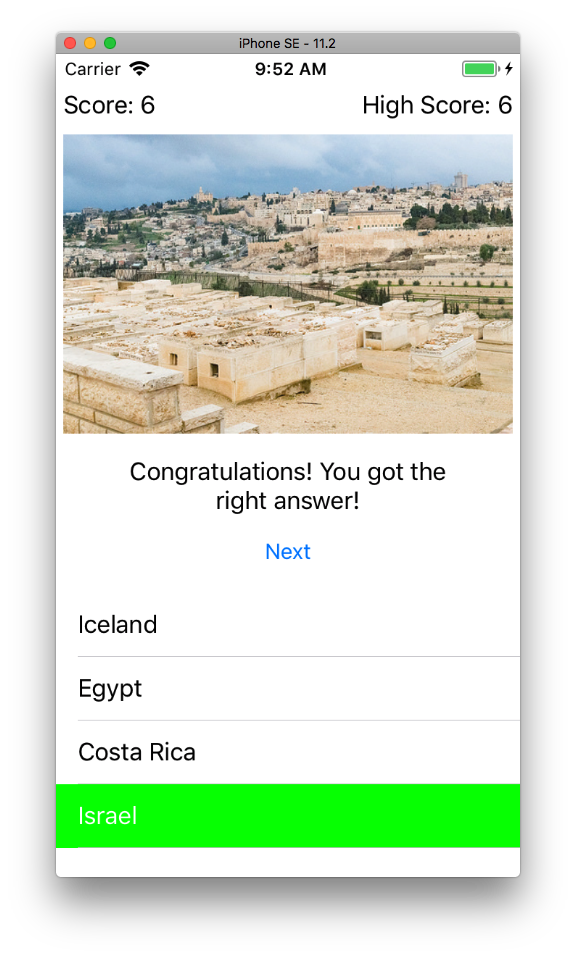 iPhone SE - 11.2
Carrier 9:52 AM
Score: 6 High Score: 6
Congratulations! You got the
right answer!
Next
Iceland
Egypt
Costa Rica
Israel